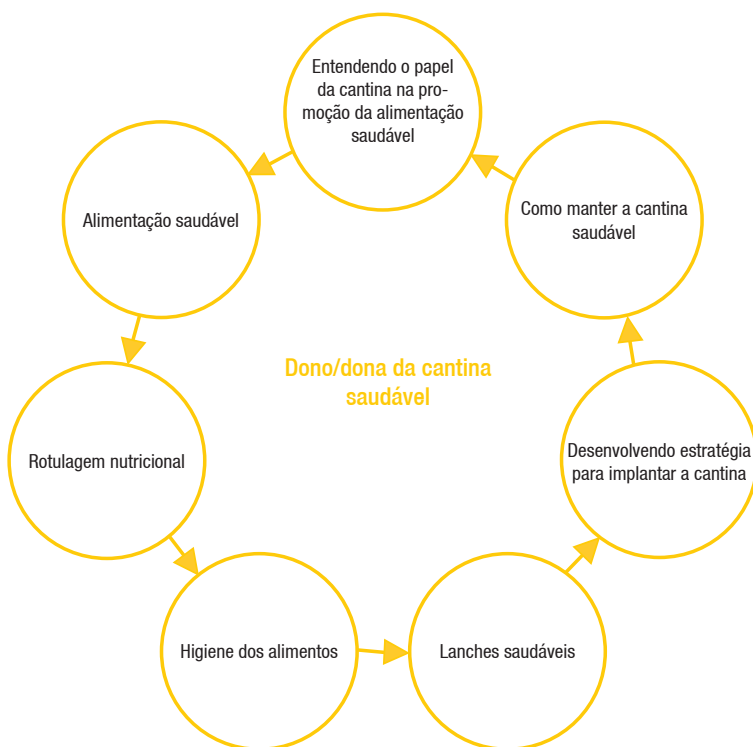 Entendendo o papel
da cantina na pro-
moção da alimentação
saudável
Alimentação saudável
Como manter a cantina
saudável
Dono/dona da cantina
saudável
Rotulagem nutricional
Desenvolvendo estratégia
para implantar a cantina
Higiene dos alimentos
Lanches saudáveis